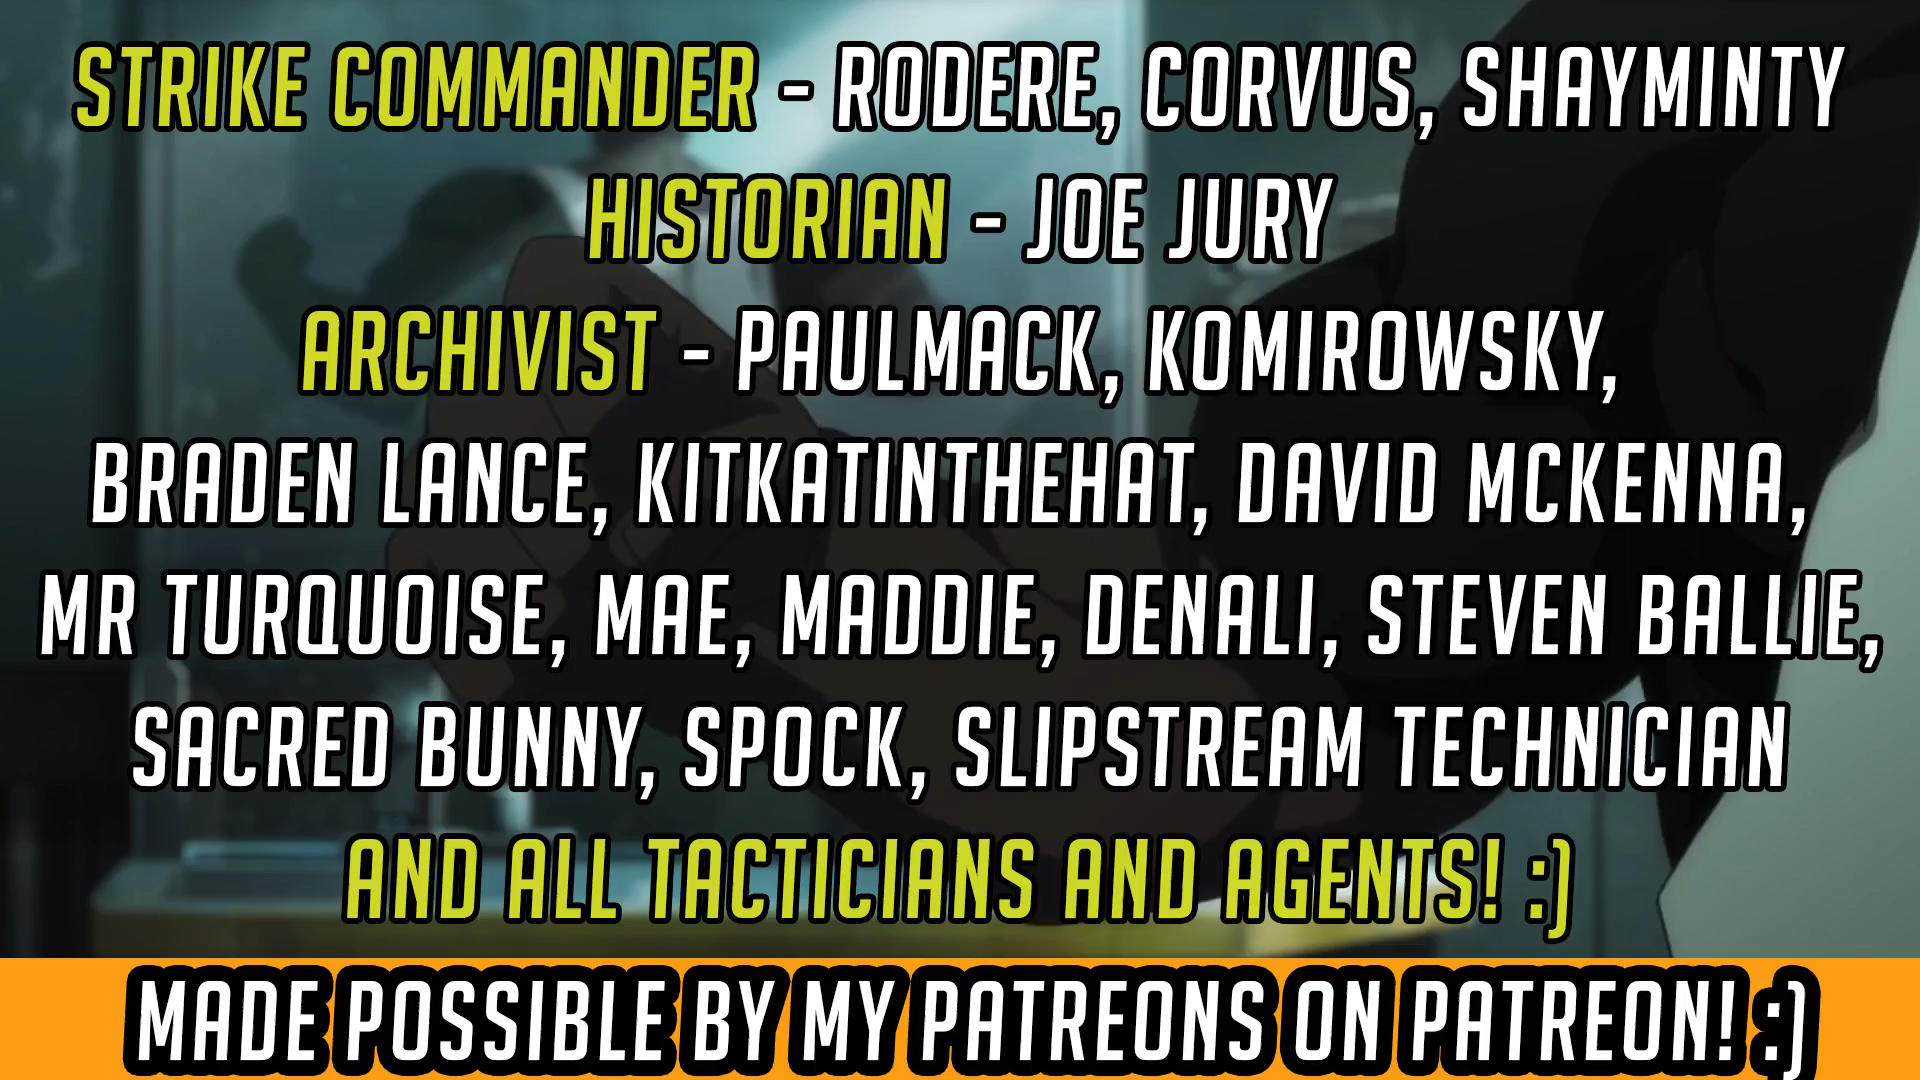 STRIKE COMMANDER - RODERE, CORVUS, SHAYMINTY
HISTORIAN - JOE JURY
ARCHIVIST - PAULMACK, KOMIROWSKY,
BRADEN LANCE, KITKATINTHEHAT, DAVID MCKENNA,
MR TURQUOISE, MAE, MADDIE, DENALI, STEVEN BALLIE,
SACRED BUNNY, SPOCK, SLIPSTREAM TECHNICIAN
AND ALL TACTICIANS AND AGENTS! :)
MADE POSSIBLE BY MY PATREONS ON PATREON! :)